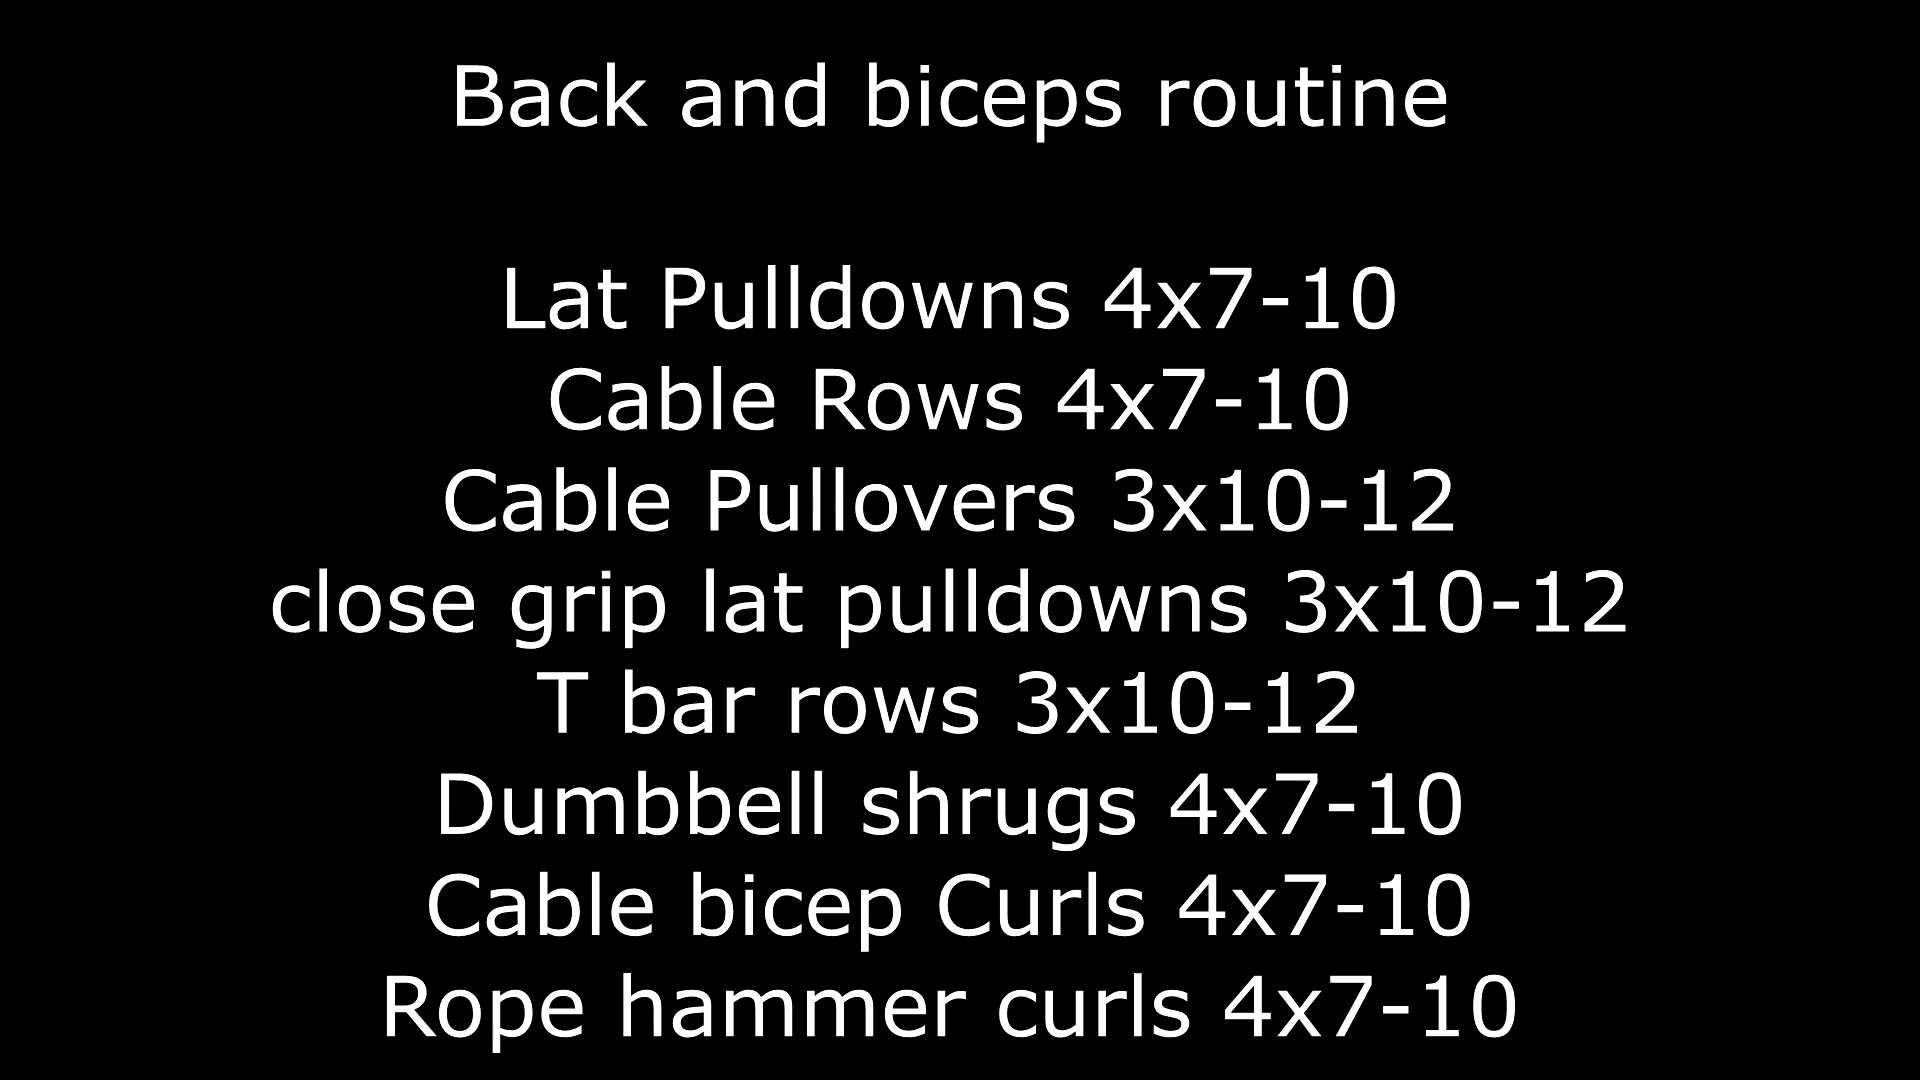 Back and biceps routine
Lat Pulldowns 4x7-10
Cable Rows 4x7-10
Cable Pullovers 3x10-12
close grip lat pulldowns 3x10-12
T bar rows 3x10-12
Dumbbell shrugs 4x7-10
Cable bicep Curls 4x7-10
Rope hammer curls 4x7-10